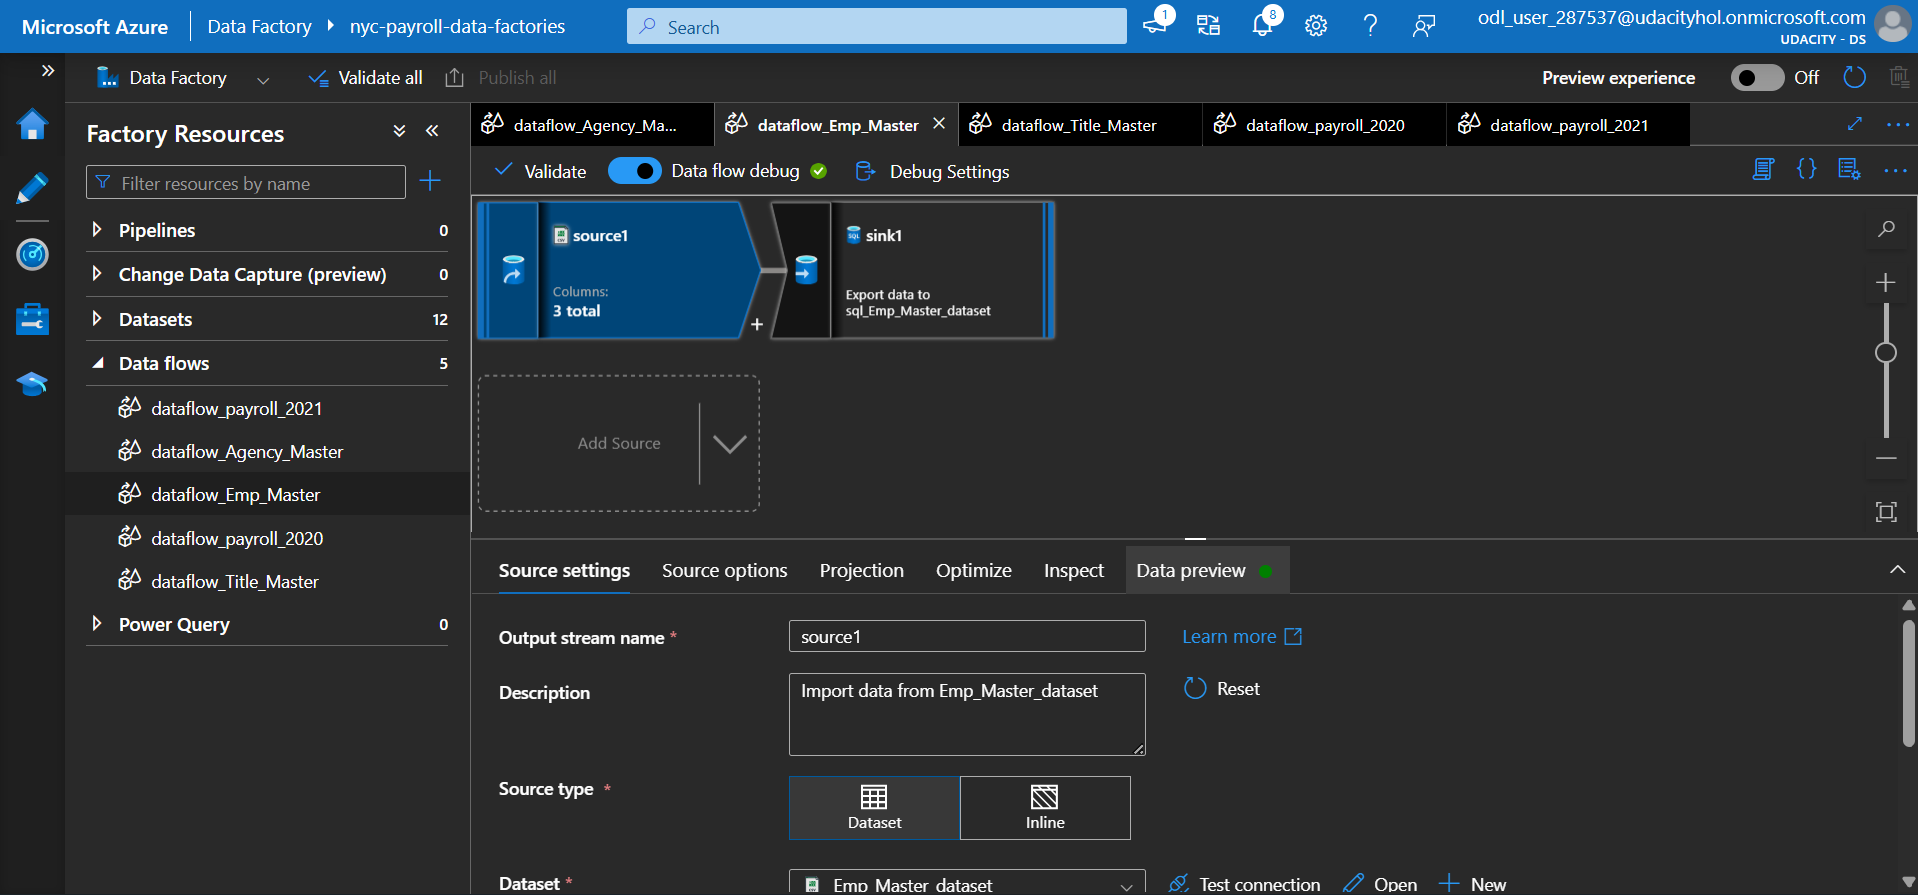 Microsoft Azure
Data Factory
nyc-payroll-data-factories
Search
1
8
odl_user_287537@udacityhol.onmicrosoft.com
UDACITY - DS
Data Factory
Validate all
Publish all
Preview experience
Off
Factory Resources
Filter resources by name
Pipelines 0
Change Data Capture (preview) 0
Datasets 12
Data flows 5
dataflow_payroll_2021
dataflow_Agency_Master
dataflow_Emp_Master
dataflow_payroll_2020
dataflow_Title_Master
Power Query 0
dataflow_Agency_Ma...
dataflow_Emp_Master
dataflow_Title_Master
dataflow_payroll_2020
dataflow_payroll_2021
Validate
Data flow debug
Debug Settings
source1
Columns:
3 total
SQL
sink1
Export data to
sql_Emp_Master_dataset
Add Source
Source settings
Source options
Projection
Optimize
Inspect
Data preview
Output stream name *
source1
Learn more
Description
Import data from Emp_Master_dataset
Reset
Source type *
Dataset
Inline
Dataset *
Emp_Master_dataset
Test connection
Open
New